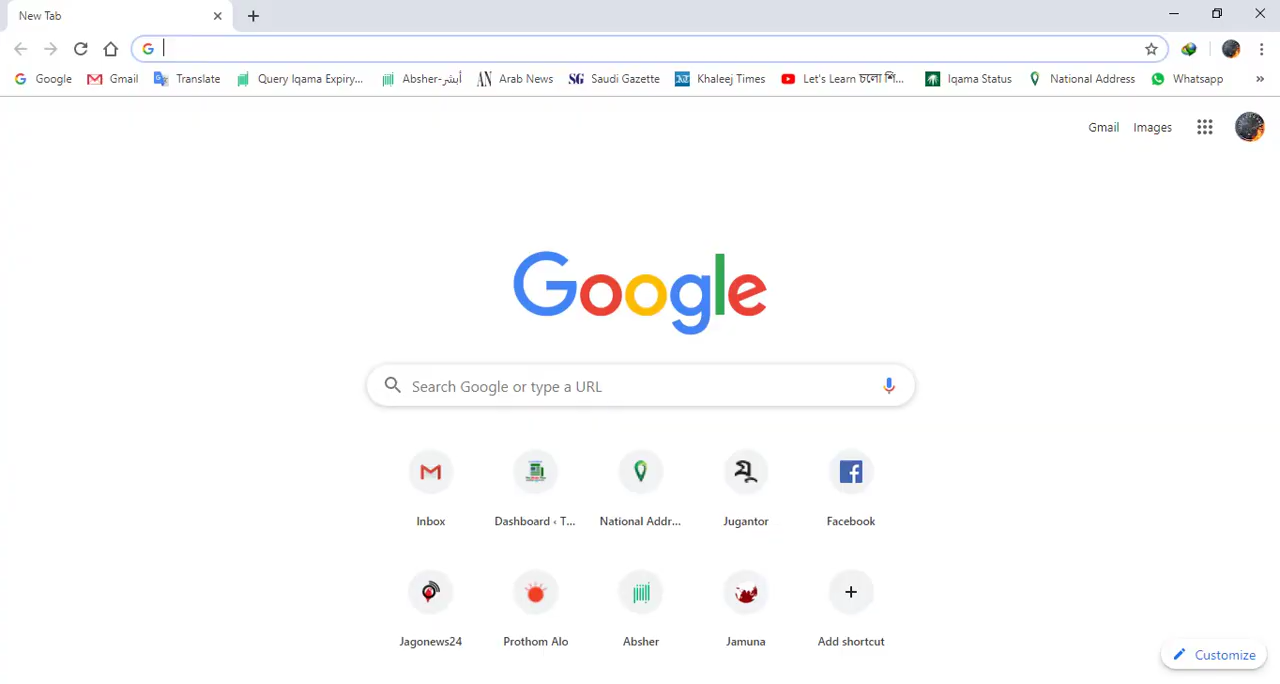 New Tab
Google Gmail Translate Query Iqama Expiry... Absher-أبشر Arab News Saudi Gazette Khaleej Times Let's Learn চলো শি... Iqama Status National Address Whatsapp »
Gmail Images
Google
Search Google or type a URL
Inbox Dashboard ‹ T... National Addr... Jugantor Facebook
Jagonews24 Prothom Alo Absher Jamuna Add shortcut
Customize